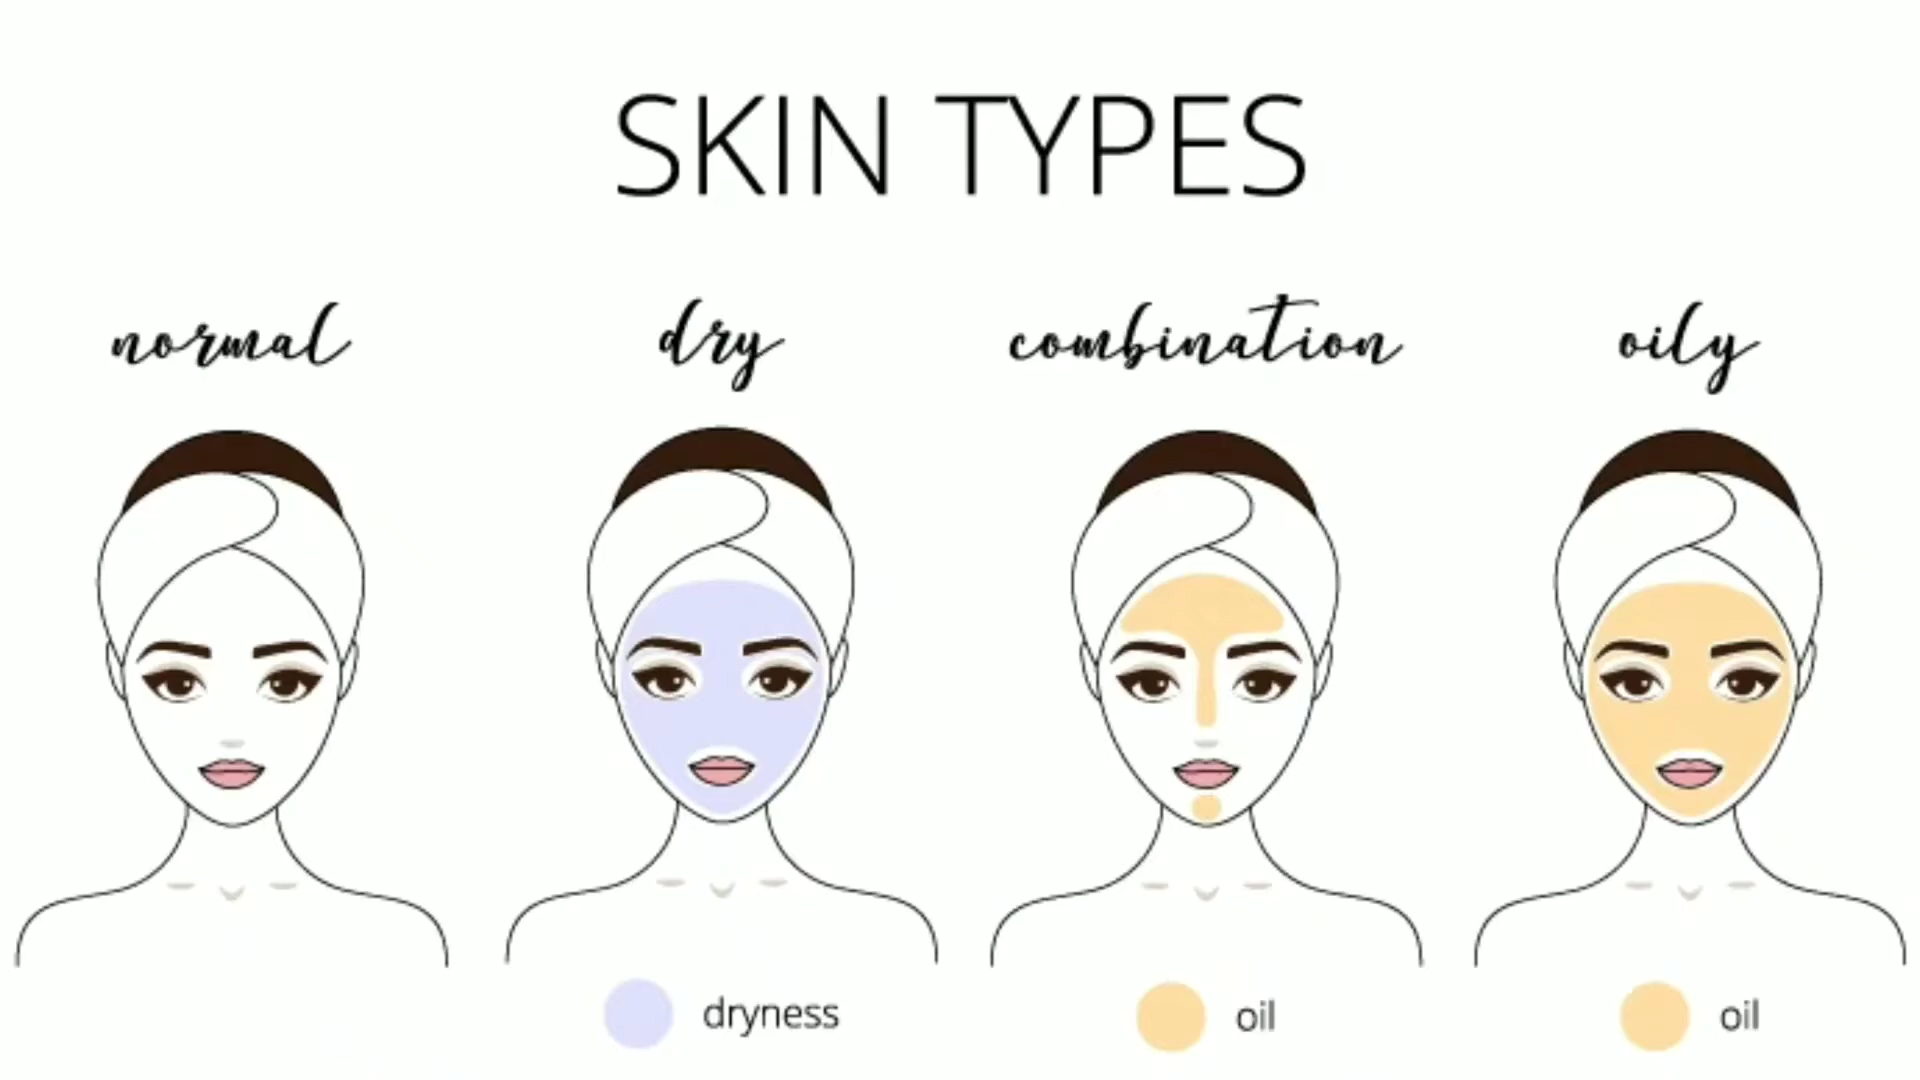 SKIN TYPES
normal
dry
combination
oily
dryness
oil
oil